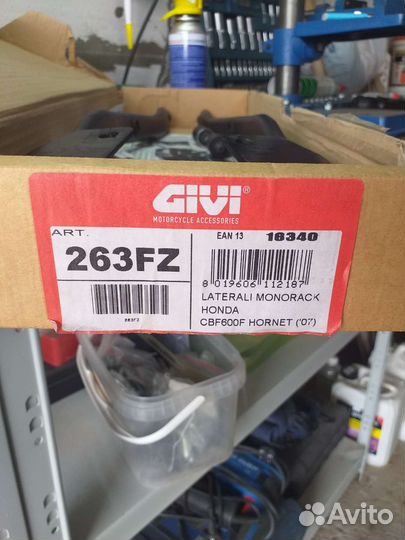 GIVI®
MOTORCYCLE ACCESSORIES
ART.
263FZ
263FZ
EAN 13 18340
8 019606 112187
LATERALI MONORACK
HONDA
CBF600F HORNET ('07)
Avito